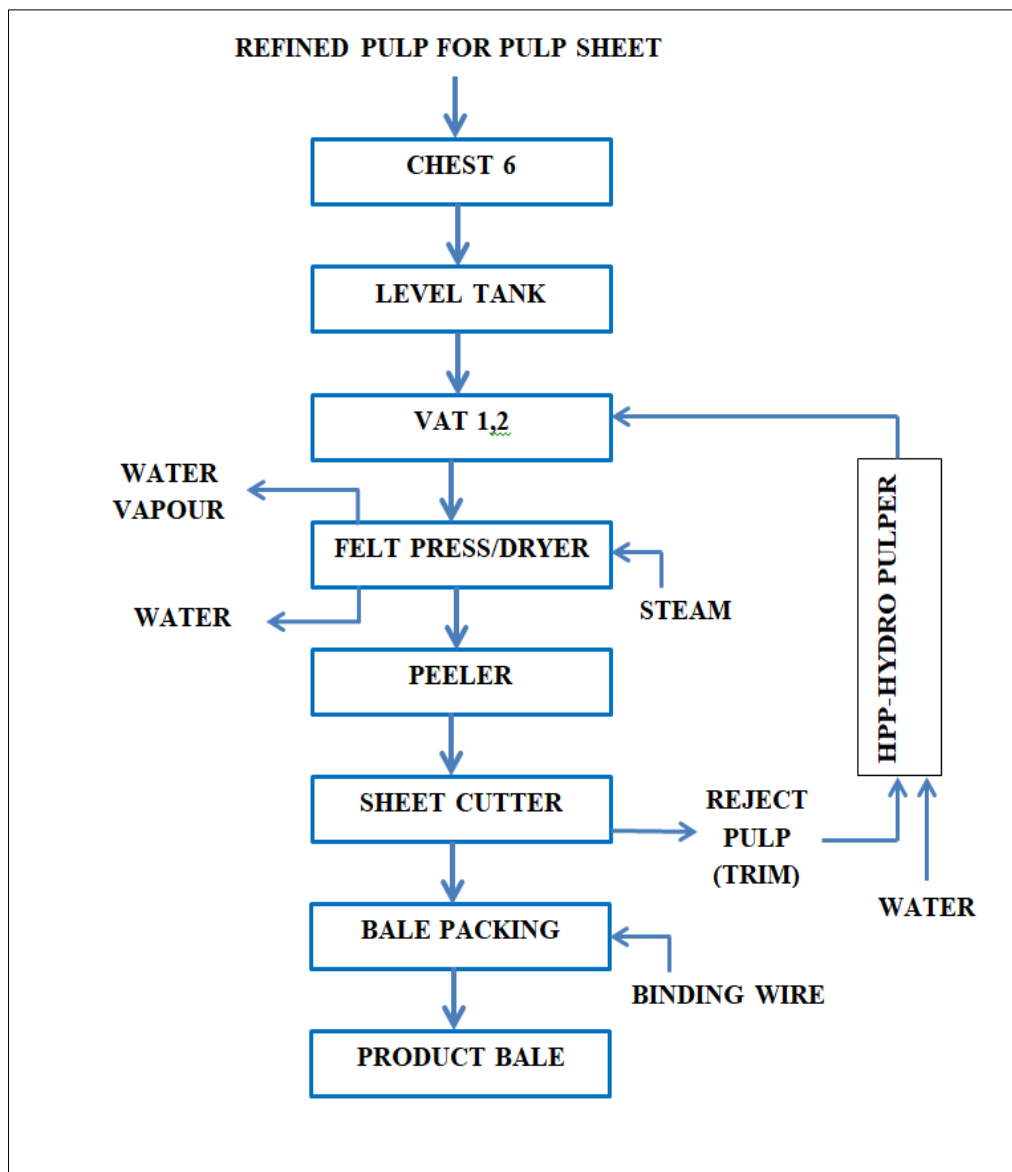 REFINED PULP FOR PULP SHEET
CHEST 6
LEVEL TANK
VAT 1,2
WATER
VAPOUR
FELT PRESS/DRYER
STEAM
WATER
HPP-HYDRO PULPER
PEELER
SHEET CUTTER
REJECT
PULP
(TRIM)
WATER
BALE PACKING
BINDING WIRE
PRODUCT BALE